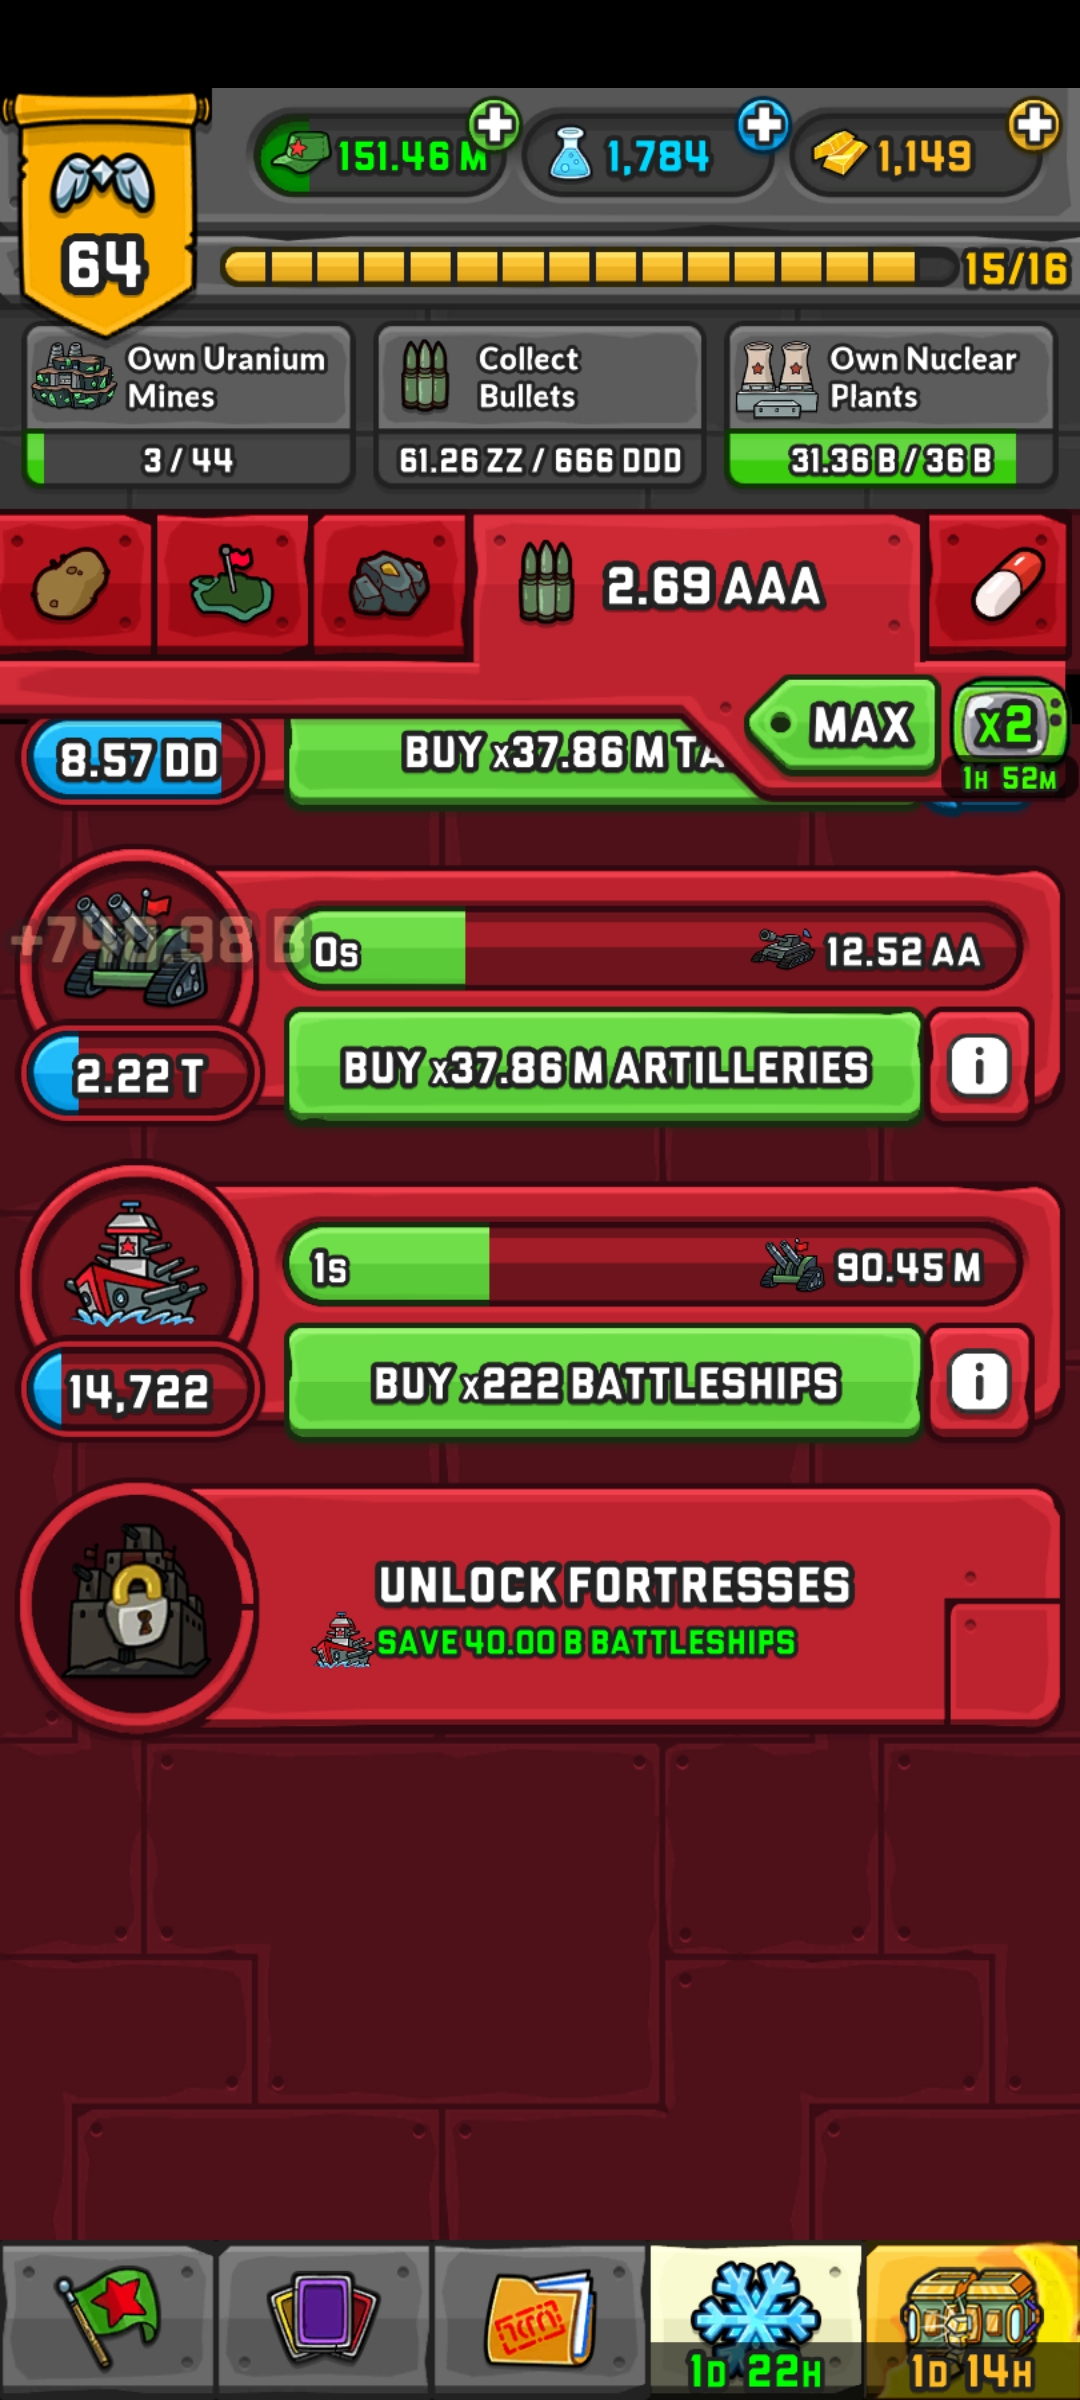 151.46 M
1,784
1,149
64
15/16
Own Uranium
Mines
3 / 44
Collect
Bullets
61.26 ZZ / 666 DDD
Own Nuclear
Plants
31.36 B / 36 B
2.69 AAA
MAX
X2
1H 52M
8.57 DD
BUY x37.86 M TA
0s
12.52 AA
2.22 T
BUY x37.86 M ARTILLERIES
i
1s
90.45 M
14,722
BUY x222 BATTLESHIPS
i
UNLOCK FORTRESSES
SAVE 40.00 B BATTLESHIPS
1D 22H
1D 14H